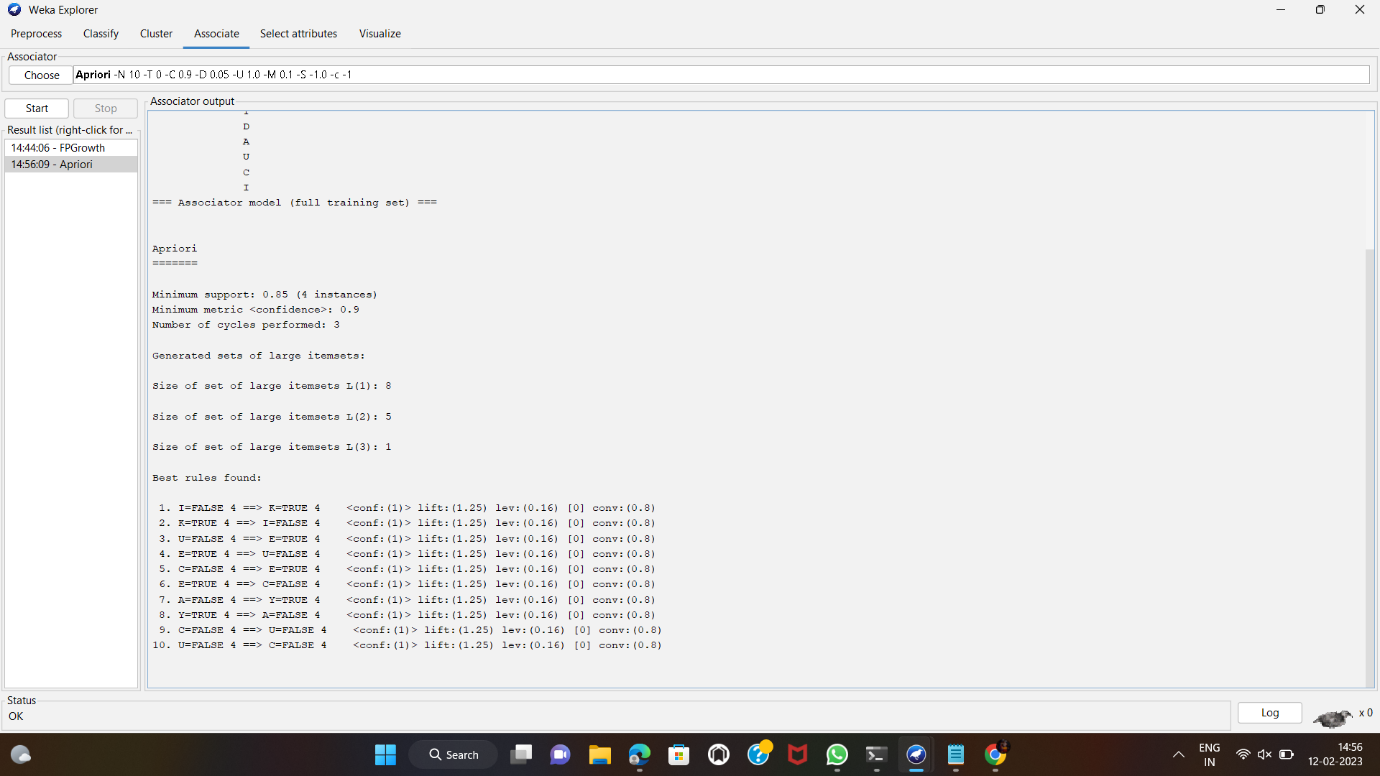 Weka Explorer
Preprocess Classify Cluster Associate Select attributes Visualize
Associator
Choose Apriori -N 10 -T 0 -C 0.9 -D 0.05 -U 1.0 -M 0.1 -S -1.0 -c -1
Start Stop
Result list (right-click for ...
14:44:06 - FPGrowth
14:56:09 - Apriori
Associator output
D
A
U
C
I
=== Associator model (full training set) ===
Apriori
=======
Minimum support: 0.85 (4 instances)
Minimum metric <confidence>: 0.9
Number of cycles performed: 3
Generated sets of large itemsets:
Size of set of large itemsets L(1): 8
Size of set of large itemsets L(2): 5
Size of set of large itemsets L(3): 1
Best rules found:
1. I=FALSE 4 ==> K=TRUE 4 <conf:(1)> lift:(1.25) lev:(0.16) [0] conv:(0.8)
2. K=TRUE 4 ==> I=FALSE 4 <conf:(1)> lift:(1.25) lev:(0.16) [0] conv:(0.8)
3. U=FALSE 4 ==> E=TRUE 4 <conf:(1)> lift:(1.25) lev:(0.16) [0] conv:(0.8)
4. E=TRUE 4 ==> U=FALSE 4 <conf:(1)> lift:(1.25) lev:(0.16) [0] conv:(0.8)
5. C=FALSE 4 ==> E=TRUE 4 <conf:(1)> lift:(1.25) lev:(0.16) [0] conv:(0.8)
6. E=TRUE 4 ==> C=FALSE 4 <conf:(1)> lift:(1.25) lev:(0.16) [0] conv:(0.8)
7. A=FALSE 4 ==> Y=TRUE 4 <conf:(1)> lift:(1.25) lev:(0.16) [0] conv:(0.8)
8. Y=TRUE 4 ==> A=FALSE 4 <conf:(1)> lift:(1.25) lev:(0.16) [0] conv:(0.8)
9. C=FALSE 4 ==> U=FALSE 4 <conf:(1)> lift:(1.25) lev:(0.16) [0] conv:(0.8)
10. U=FALSE 4 ==> C=FALSE 4 <conf:(1)> lift:(1.25) lev:(0.16) [0] conv:(0.8)
Status
OK
Log
x 0
Search
ENG
IN
14:56
12-02-2023